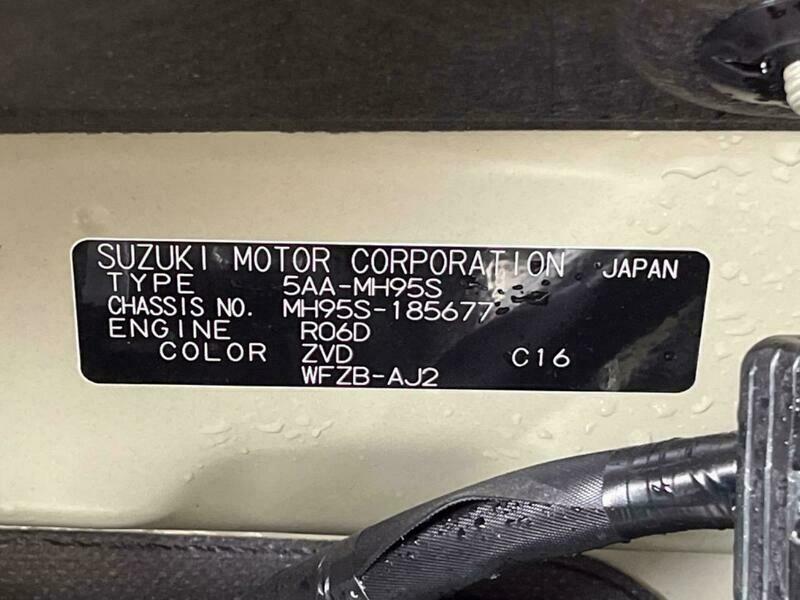 SUZUKI MOTOR CORPORATION JAPAN
TYPE 5AA-MH95S
CHASSIS NO. MH95S-185677
ENGINE R06D
COLOR ZVD C16
WFZB-AJ2